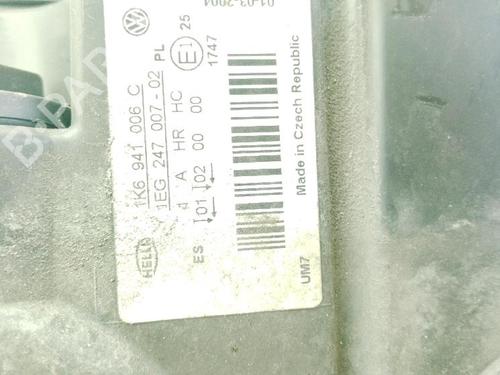 1K6 941 006 C
1EG 247 007-02 PL
4 A HR HC
01 02 00 00
ES
HELLA
E1 25
1747
01-03-2004
Made in Czech Republic
UM7
B-PARTS